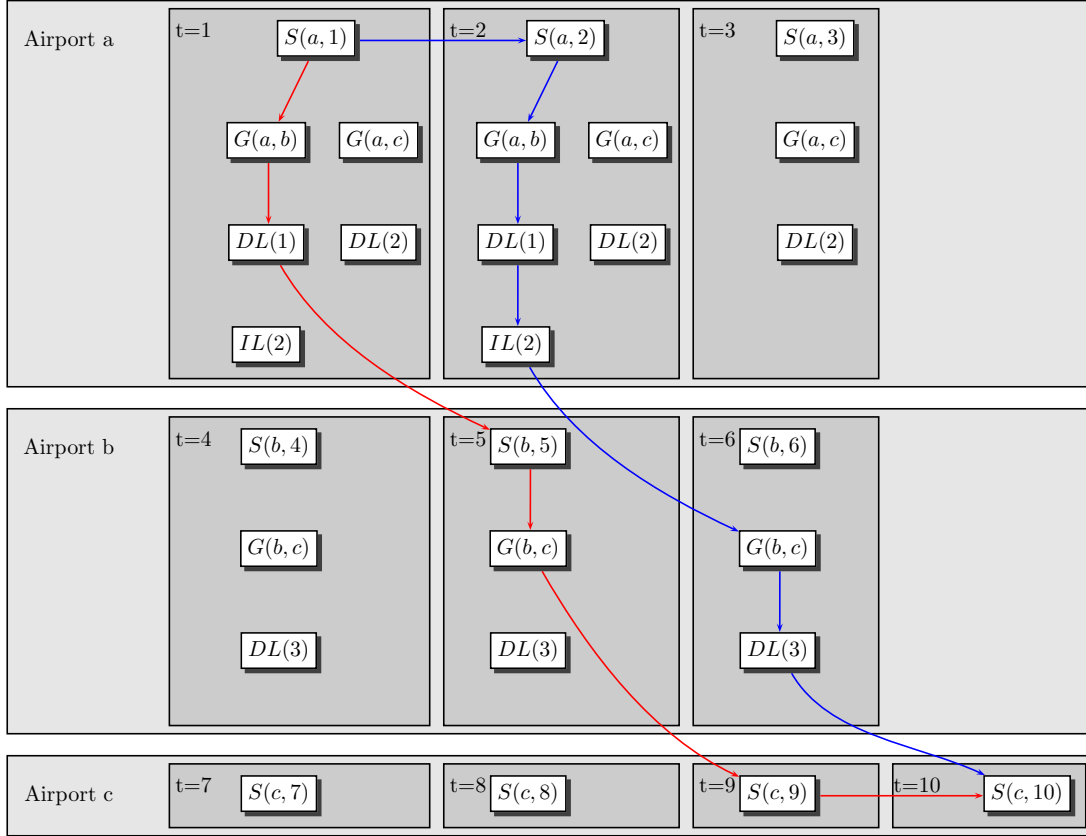 Airport a
t=1 S(a, 1) t=2 S(a, 2) t=3 S(a, 3)
G(a, b) G(a, c) G(a, b) G(a, c) G(a, c)
DL(1) DL(2) DL(1) DL(2) DL(2)
IL(2) IL(2)
Airport b
t=4 S(b, 4) t=5 S(b, 5) t=6 S(b, 6)
G(b, c) G(b, c) G(b, c)
DL(3) DL(3) DL(3)
Airport c
t=7 S(c, 7) t=8 S(c, 8) t=9 S(c, 9) t=10 S(c, 10)